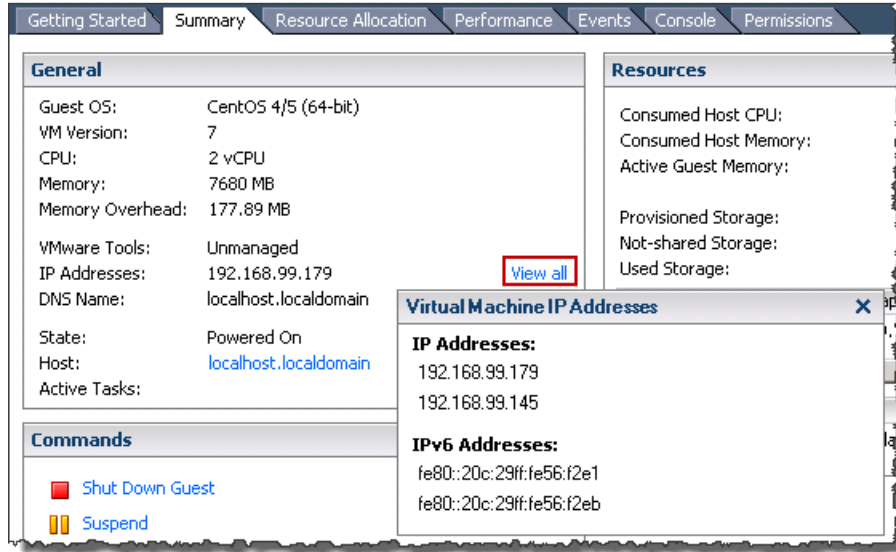 Getting Started Summary Resource Allocation Performance Events Console Permissions
General
Guest OS: CentOS 4/5 (64-bit)
VM Version: 7
CPU: 2 vCPU
Memory: 7680 MB
Memory Overhead: 177.89 MB
VMware Tools: Unmanaged
IP Addresses: 192.168.99.179 View all
DNS Name: localhost.localdomain
State: Powered On
Host: localhost.localdomain
Active Tasks:
Resources
Consumed Host CPU:
Consumed Host Memory:
Active Guest Memory:
Provisioned Storage:
Not-shared Storage:
Used Storage:
Virtual Machine IP Addresses
IP Addresses:
192.168.99.179
192.168.99.145
IPv6 Addresses:
fe80::20c:29ff:fe56:f2e1
fe80::20c:29ff:fe56:f2eb
Commands
Shut Down Guest
Suspend